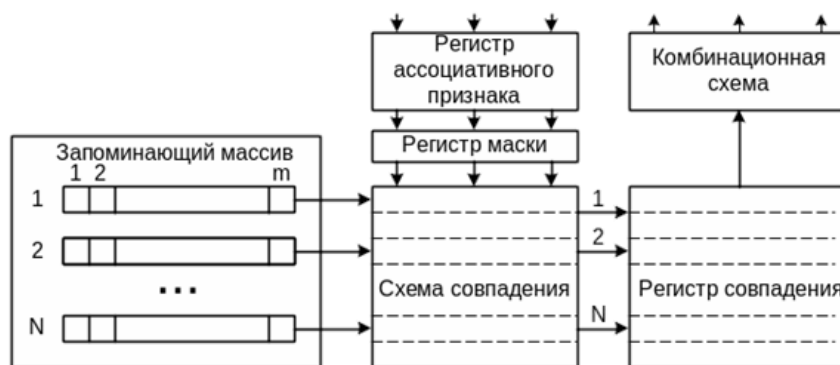 Регистр
ассоциативного
признака
Комбинационная
схема
Регистр маски
Запоминающий массив
1 2 m
1
2
...
N
Схема совпадения
1
2
N
Регистр совпадения